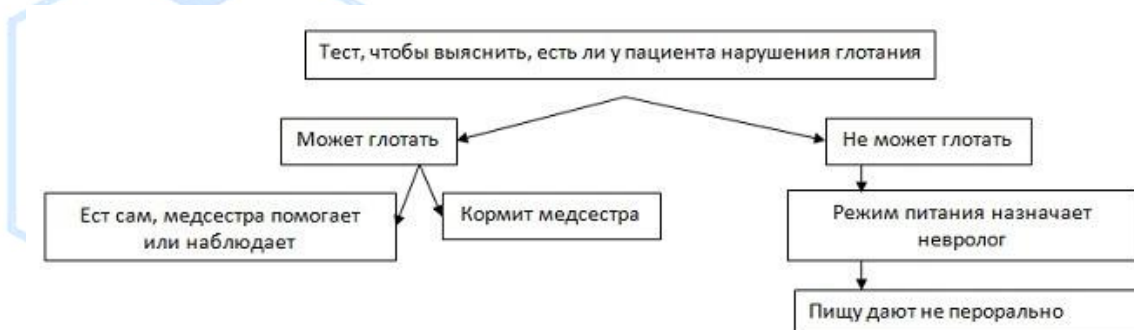 Тест, чтобы выяснить, есть ли у пациента нарушения глотания
Может глотать
Не может глотать
Ест сам, медсестра помогает
или наблюдает
Кормит медсестра
Режим питания назначает
невролог
Пищу дают не перорально